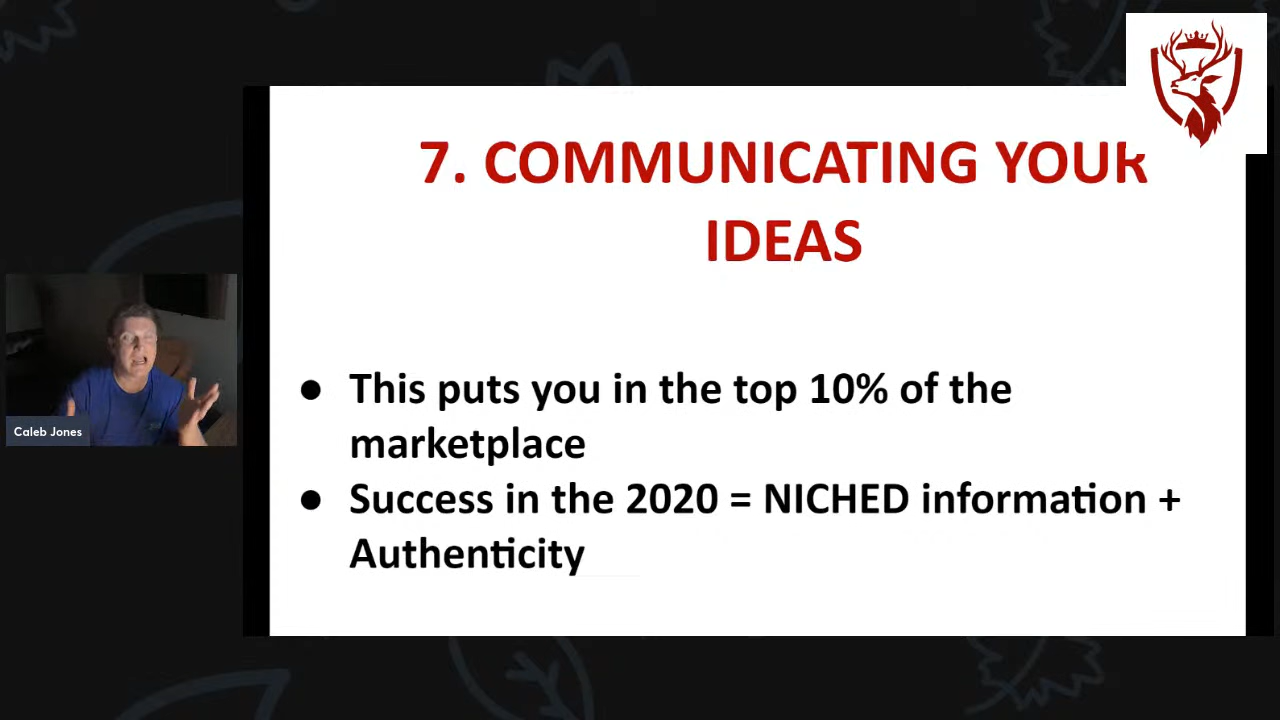 7. COMMUNICATING YOUR
IDEAS
● This puts you in the top 10% of the
marketplace
● Success in the 2020 = NICHED information +
Authenticity
Caleb Jones